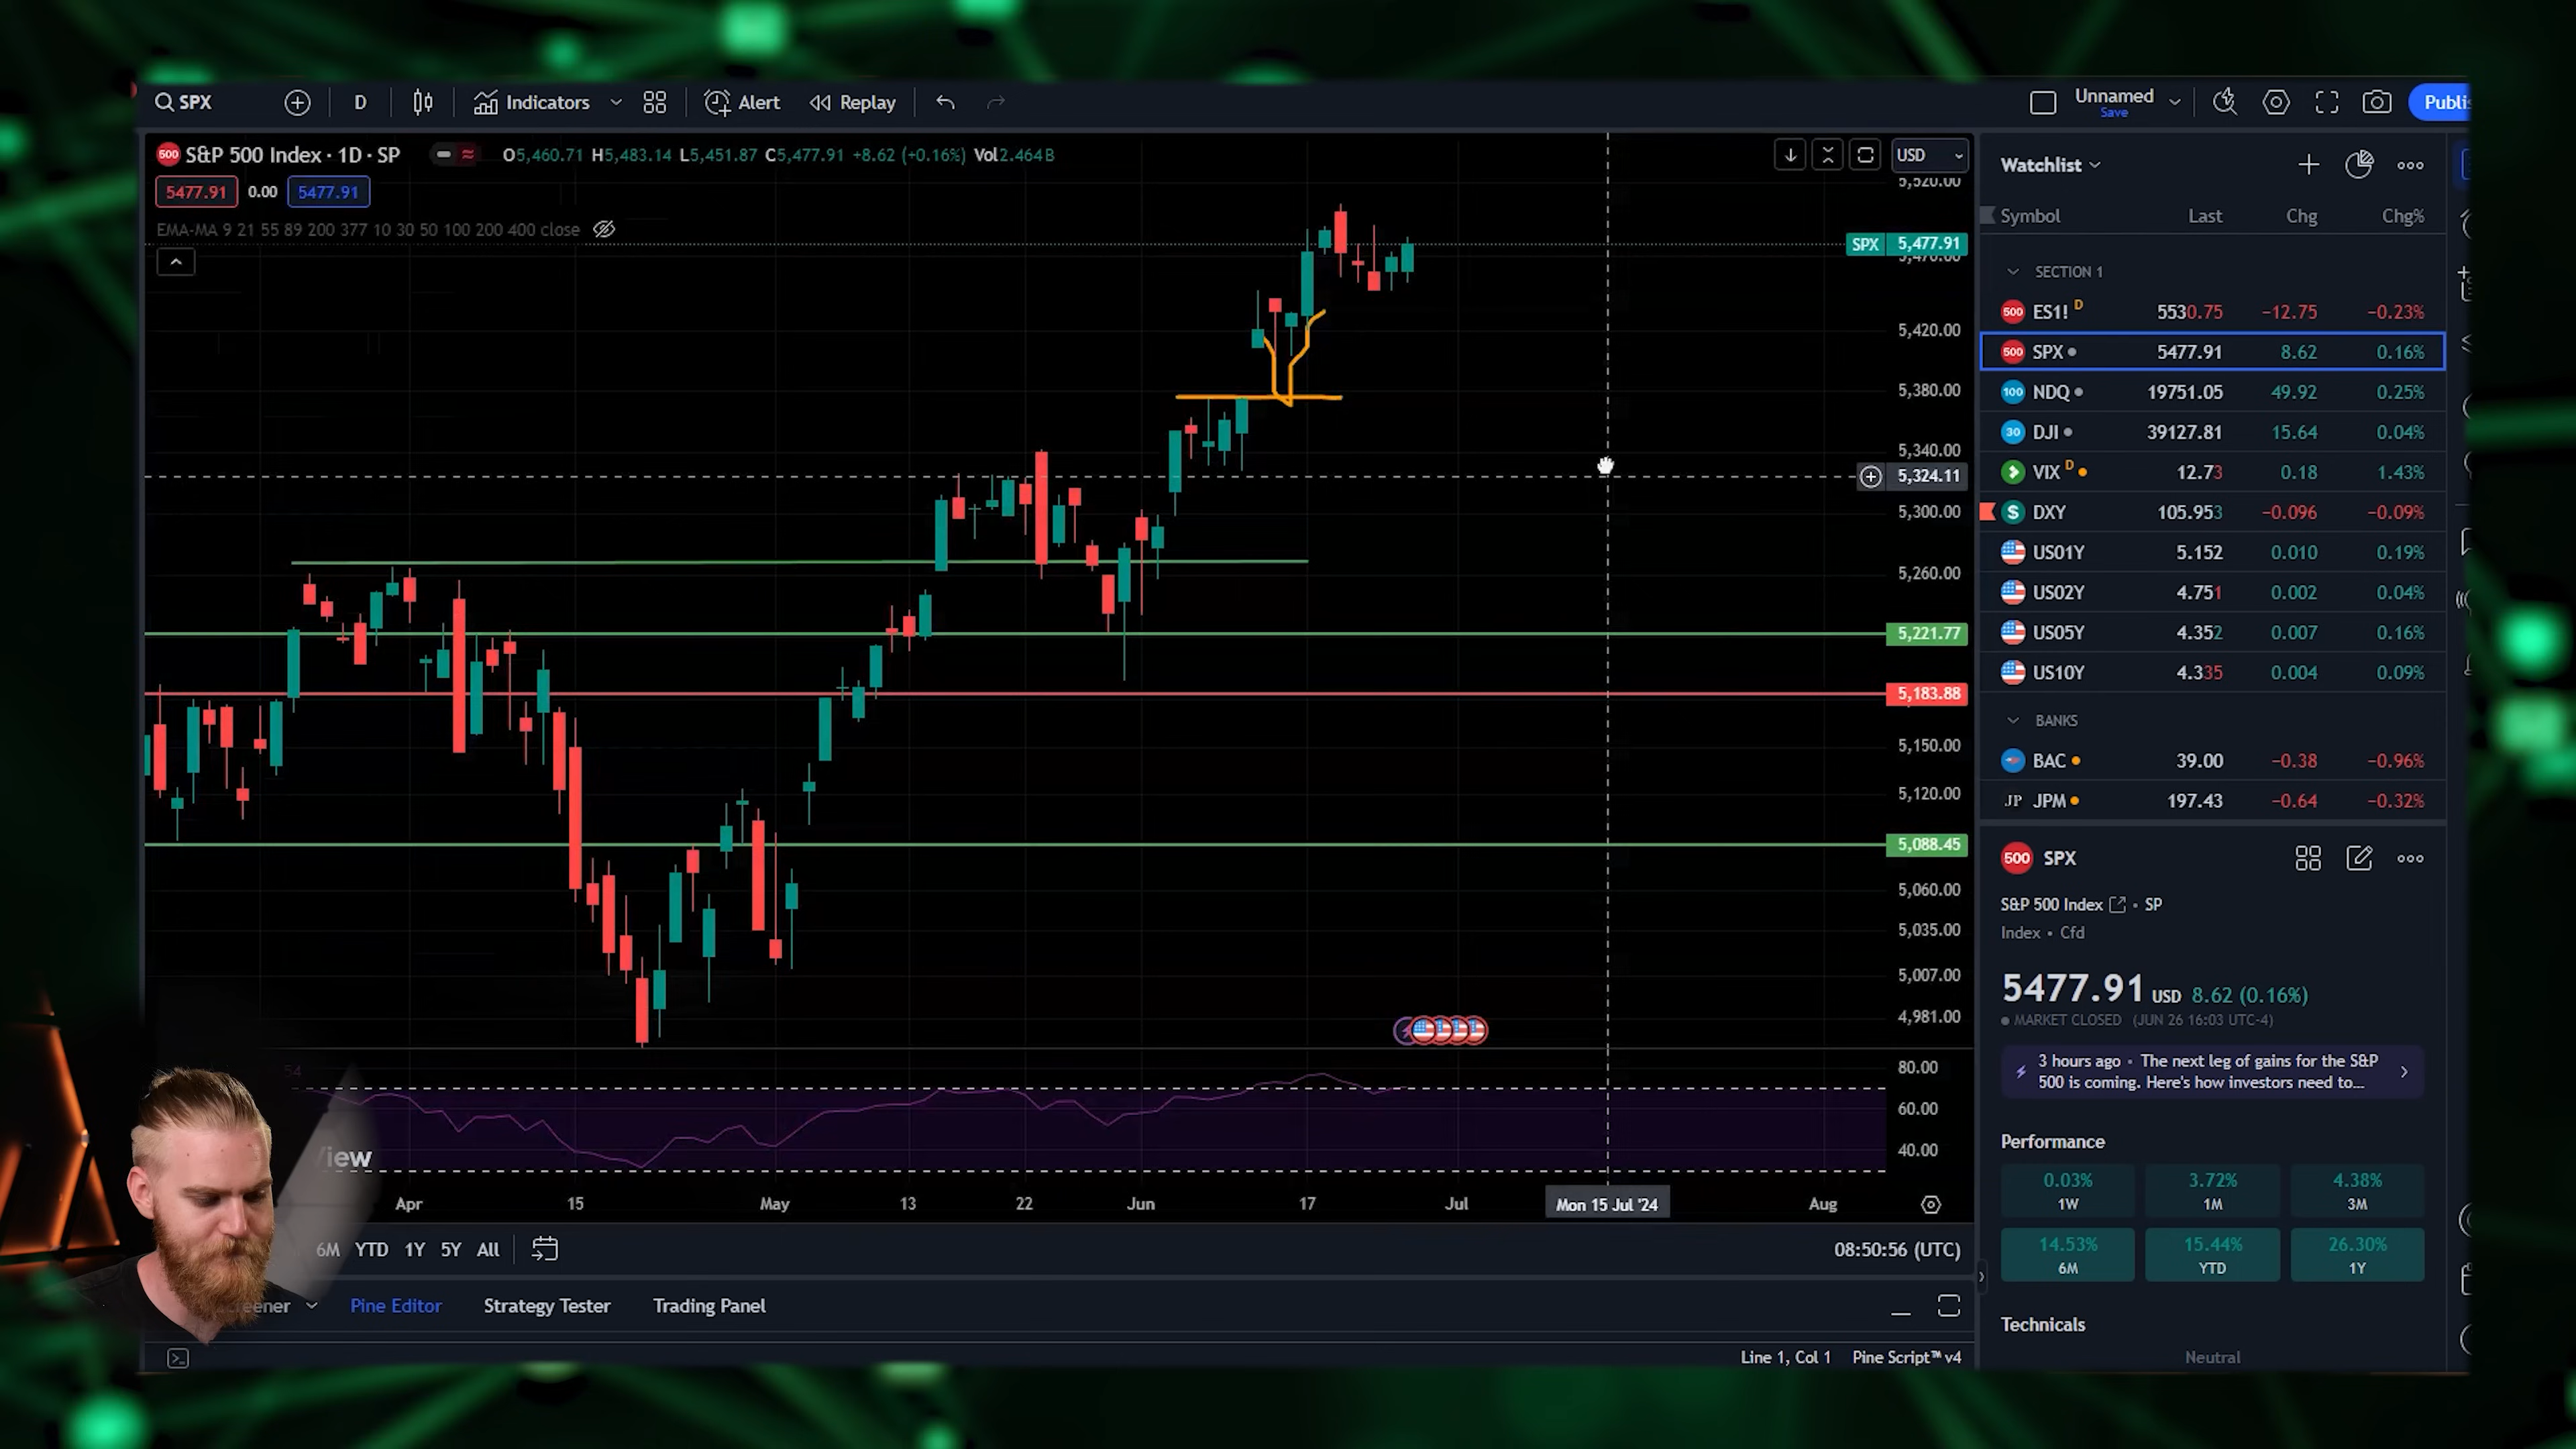 SPX D Indicators Alert Replay Unnamed
Save
S&P 500 Index · 1D · SP O5,460.71 H5,483.14 L5,451.87 C5,477.91 +8.62 (+0.16%) Vol2.464B USD
5477.91 0.00 5477.91
EMA-MA 9 21 55 89 200 377 10 30 50 100 200 400 close
5,520.00
SPX 5,477.91
5,470.00
5,420.00
5,380.00
5,340.00
5,324.11
5,300.00
5,260.00
5,221.77
5,183.88
5,150.00
5,120.00
5,088.45
5,060.00
5,035.00
5,007.00
4,981.00
80.00
60.00
40.00
54
Apr 15 May 13 22 Jun 17 Jul Mon 15 Jul '24 Aug
6M YTD 1Y 5Y All 08:50:56 (UTC)
Pine Editor Strategy Tester Trading Panel
Line 1, Col 1 Pine Script™ v4
Watchlist
Symbol Last Chg Chg%
SECTION 1
500 ES1! D 5530.75 −12.75 −0.23%
500 SPX 5477.91 8.62 0.16%
100 NDQ 19751.05 49.92 0.25%
30 DJI 39127.81 15.64 0.04%
VIX D 12.73 0.18 1.43%
$ DXY 105.953 −0.096 −0.09%
US01Y 5.152 0.010 0.19%
US02Y 4.751 0.002 0.04%
US05Y 4.352 0.007 0.16%
US10Y 4.335 0.004 0.09%
BANKS
BAC 39.00 −0.38 −0.96%
JP JPM 197.43 −0.64 −0.32%
500 SPX
S&P 500 Index · SP
Index · Cfd
5477.91 USD 8.62 (0.16%)
MARKET CLOSED (JUN 26 16:03 UTC-4)
3 hours ago · The next leg of gains for the S&P
500 is coming. Here's how investors need to...
Performance
0.03% 3.72% 4.38%
1W 1M 3M
14.53% 15.44% 26.30%
6M YTD 1Y
Technicals
Neutral